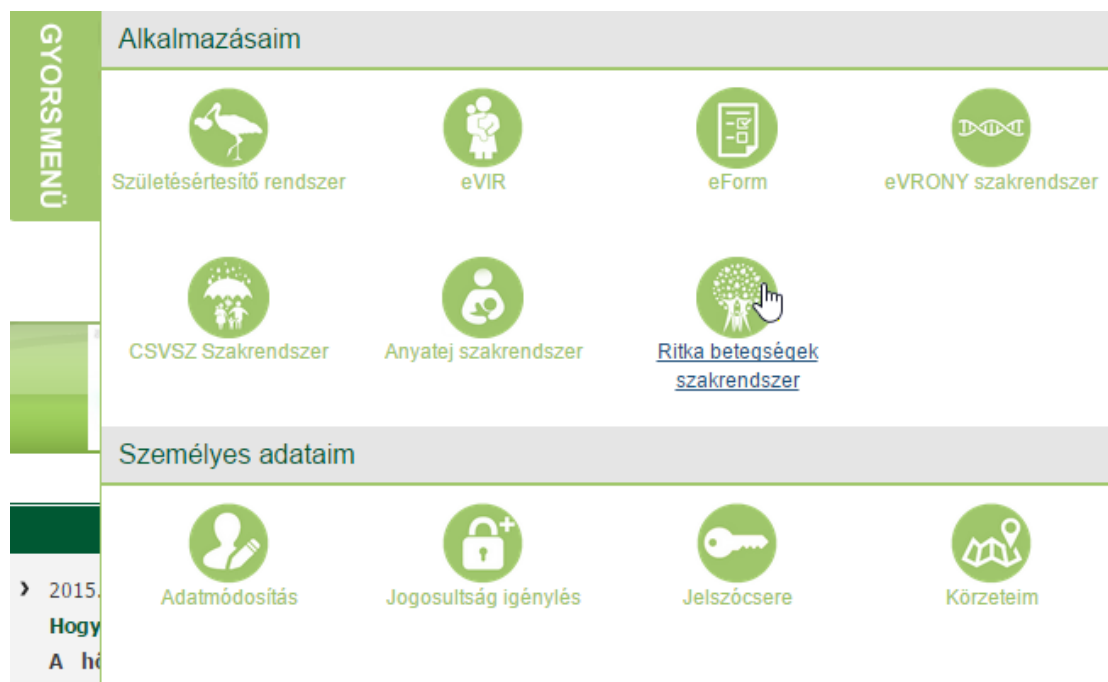 GYORSMENÜ
Alkalmazásaim
Születésértesítő rendszer
eVIR
eForm
eVRONY szakrendszer
CSVSZ Szakrendszer
Anyatej szakrendszer
Ritka betegségek
szakrendszer
Személyes adataim
Adatmódosítás
Jogosultság igénylés
Jelszócsere
Körzeteim
2015.
Hogy
A